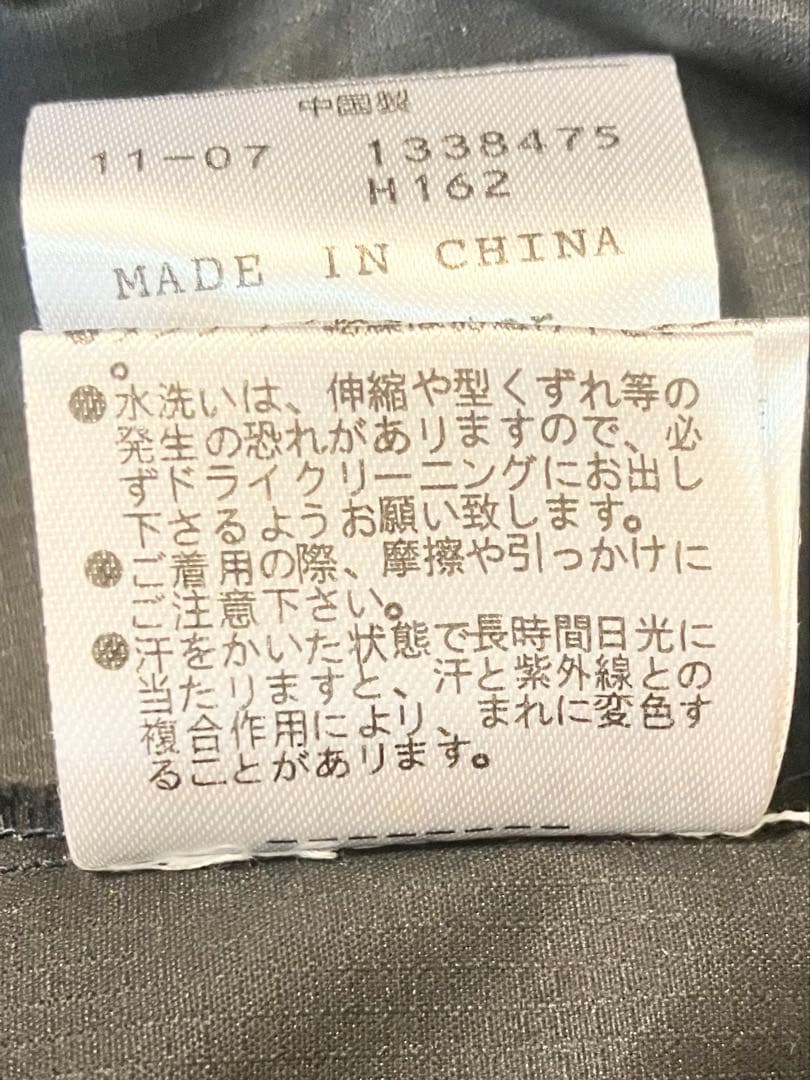 中国製
11-07 1338475
H162
MADE IN CHINA
。
●水洗いは、伸縮や型くずれ等の
発生の恐れがありますので、必
ずドライクリーニングにお出し
下さるようお願い致します。
●ご着用の際、摩擦や引っかけに
ご注意下さい。
●汗をかいた状態で長時間日光に
当たりますと、汗と紫外線との
複合作用により、まれに変色す
ることがあります。